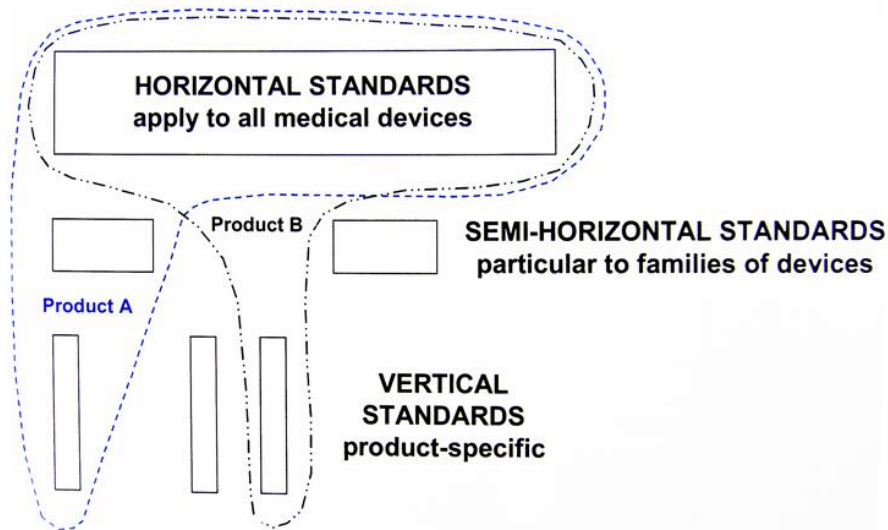 HORIZONTAL STANDARDS
apply to all medical devices
Product B
SEMI-HORIZONTAL STANDARDS
particular to families of devices
Product A
VERTICAL
STANDARDS
product-specific